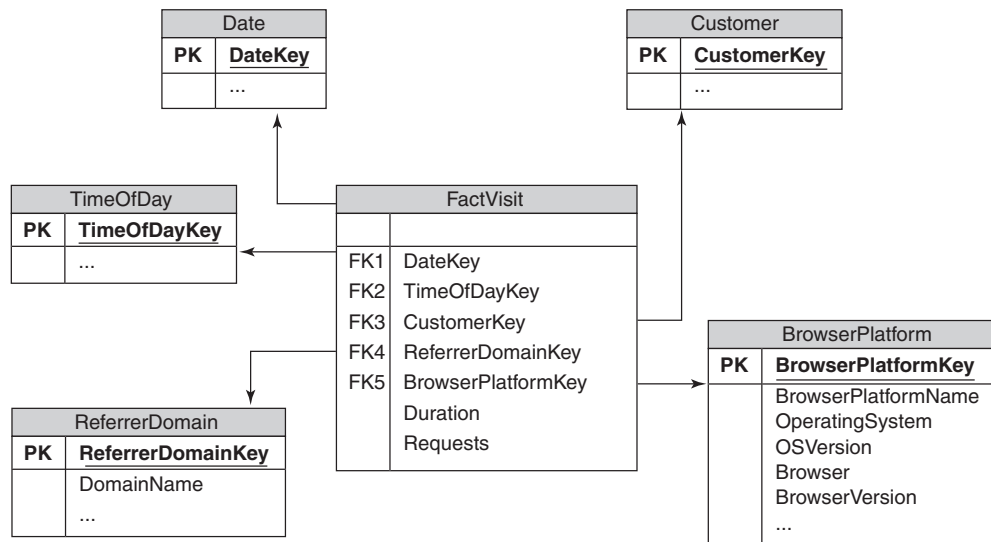 Date
PK DateKey
...
Customer
PK CustomerKey
...
TimeOfDay
PK TimeOfDayKey
...
FactVisit
FK1 DateKey
FK2 TimeOfDayKey
FK3 CustomerKey
FK4 ReferrerDomainKey
FK5 BrowserPlatformKey
Duration
Requests
ReferrerDomain
PK ReferrerDomainKey
DomainName
...
BrowserPlatform
PK BrowserPlatformKey
BrowserPlatformName
OperatingSystem
OSVersion
Browser
BrowserVersion
...